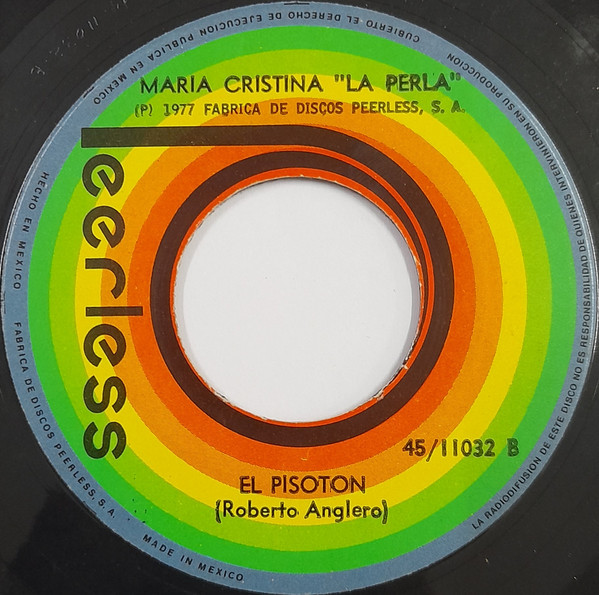 MARIA CRISTINA "LA PERLA"
(P) 1977 FABRICA DE DISCOS PEERLESS, S. A.
peerless
45/11032 B
EL PISOTON
(Roberto Anglero)
CUBIERTO EL DERECHO DE EJECUCION PUBLICA EN MEXICO
HECHO EN MEXICO
FABRICA DE DISCOS PEERLESS, S. A.
MADE IN MEXICO
LA RADIODIFUSION DE ESTE DISCO NO ES RESPONSABILIDAD DE QUIENES INTERVINIERON EN SU PRODUCCION